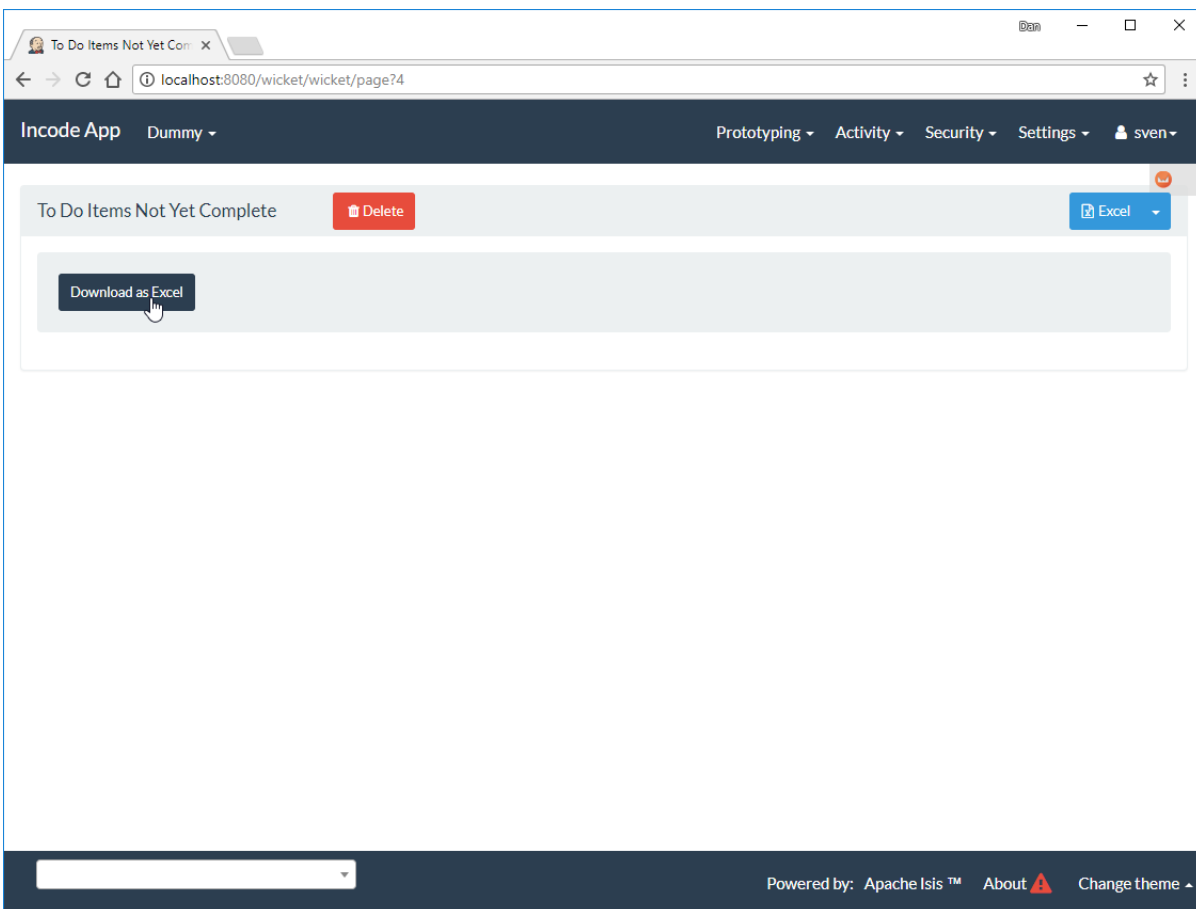 Dan
To Do Items Not Yet Com
localhost:8080/wicket/wicket/page?4
Incode App Dummy Prototyping Activity Security Settings sven
To Do Items Not Yet Complete Delete Excel
Download as Excel
Powered by: Apache Isis ™ About Change theme